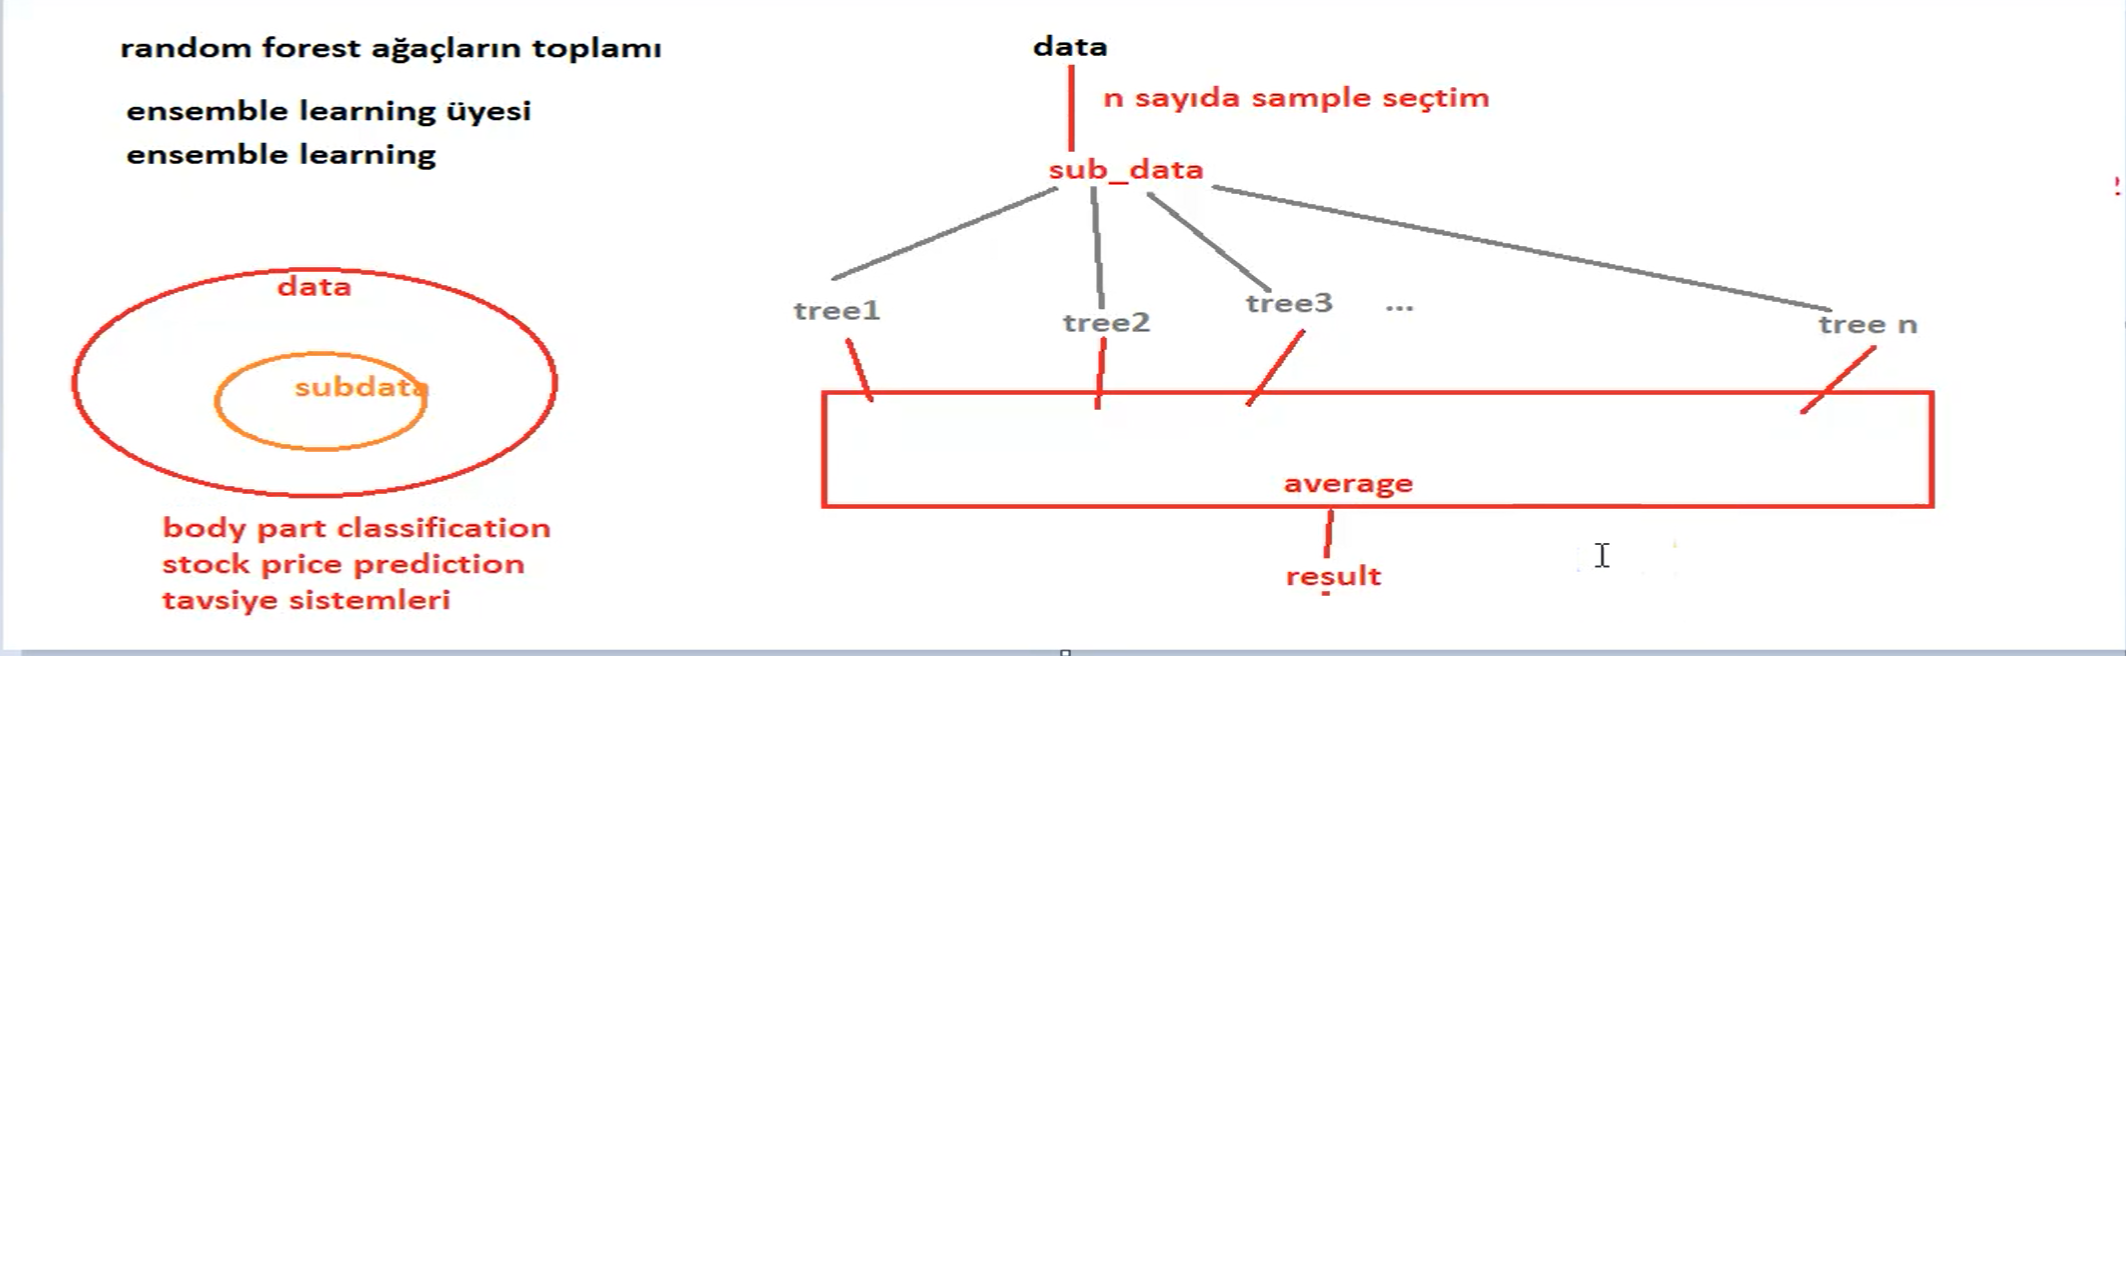 random forest ağaçların toplamı
ensemble learning üyesi
ensemble learning
data
subdata
body part classification
stock price prediction
tavsiye sistemleri
data
n sayıda sample seçtim
sub_data
tree1
tree2
tree3
...
tree n
average
result